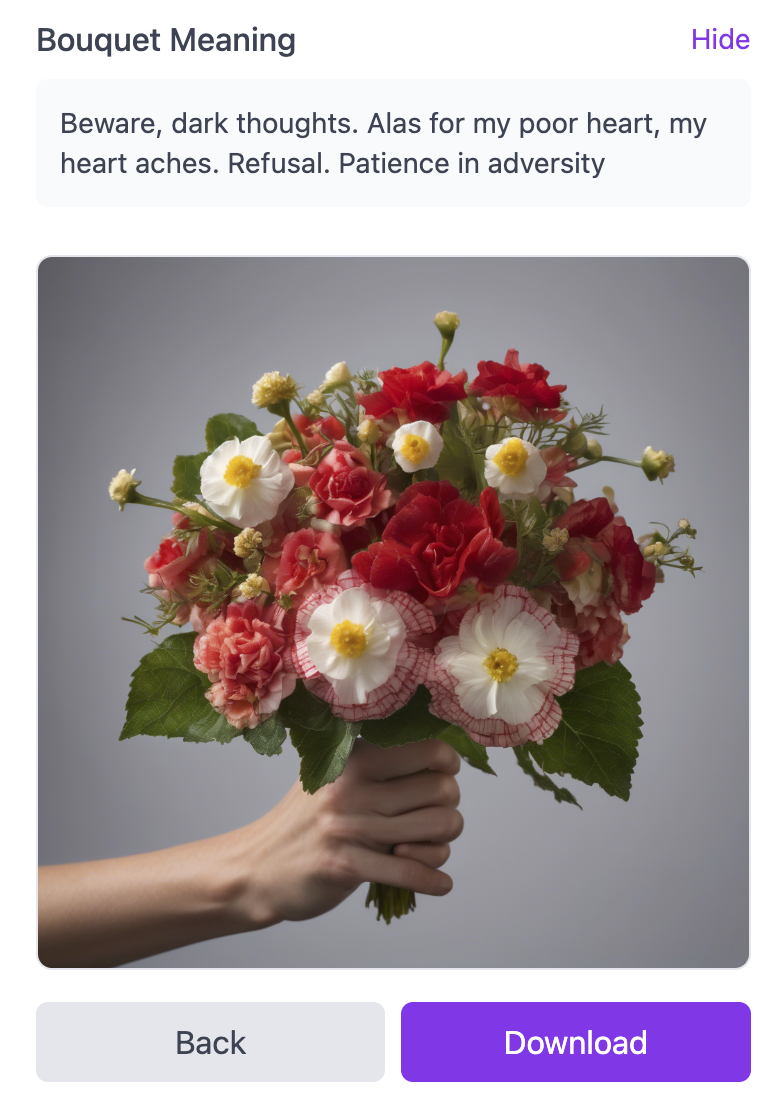 Bouquet Meaning
Hide
Beware, dark thoughts. Alas for my poor heart, my
heart aches. Refusal. Patience in adversity
Back
Download